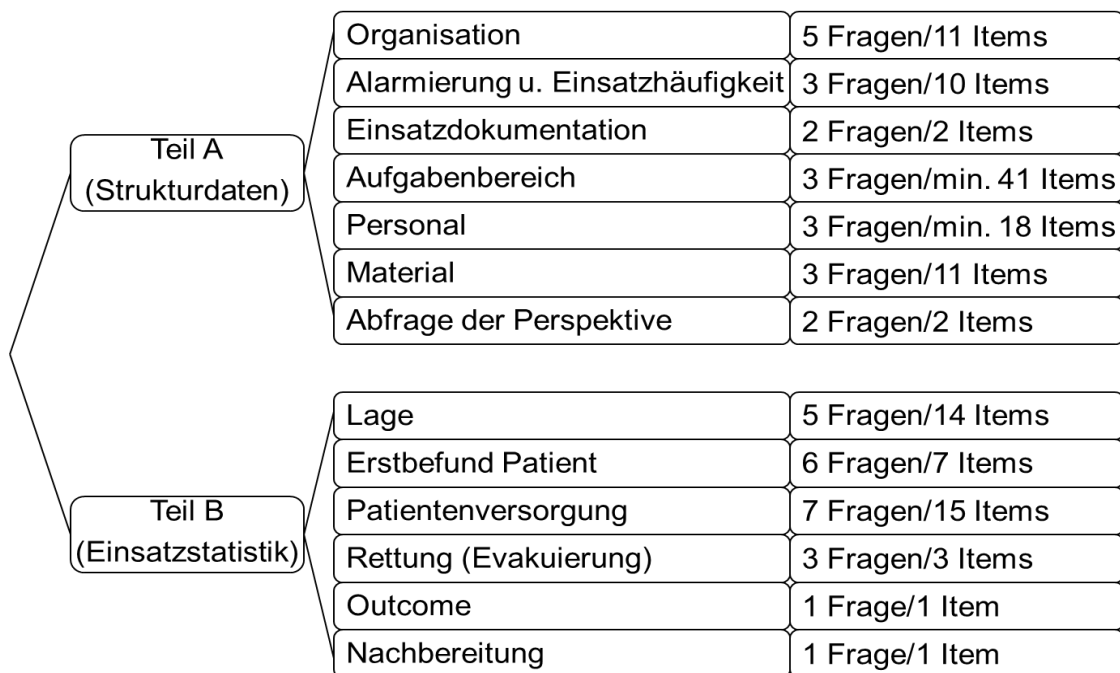 Teil A
(Strukturdaten)
Organisation 5 Fragen/11 Items
Alarmierung u. Einsatzhäufigkeit 3 Fragen/10 Items
Einsatzdokumentation 2 Fragen/2 Items
Aufgabenbereich 3 Fragen/min. 41 Items
Personal 3 Fragen/min. 18 Items
Material 3 Fragen/11 Items
Abfrage der Perspektive 2 Fragen/2 Items
Teil B
(Einsatzstatistik)
Lage 5 Fragen/14 Items
Erstbefund Patient 6 Fragen/7 Items
Patientenversorgung 7 Fragen/15 Items
Rettung (Evakuierung) 3 Fragen/3 Items
Outcome 1 Frage/1 Item
Nachbereitung 1 Frage/1 Item